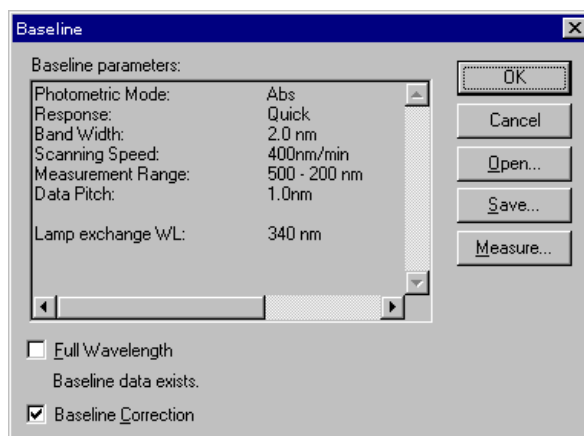 Baseline
Baseline parameters:
Photometric Mode: Abs
Response: Quick
Band Width: 2.0 nm
Scanning Speed: 400nm/min
Measurement Range: 500 - 200 nm
Data Pitch: 1.0nm
Lamp exchange WL: 340 nm
OK
Cancel
Open...
Save...
Measure...
Full Wavelength
Baseline data exists.
Baseline Correction